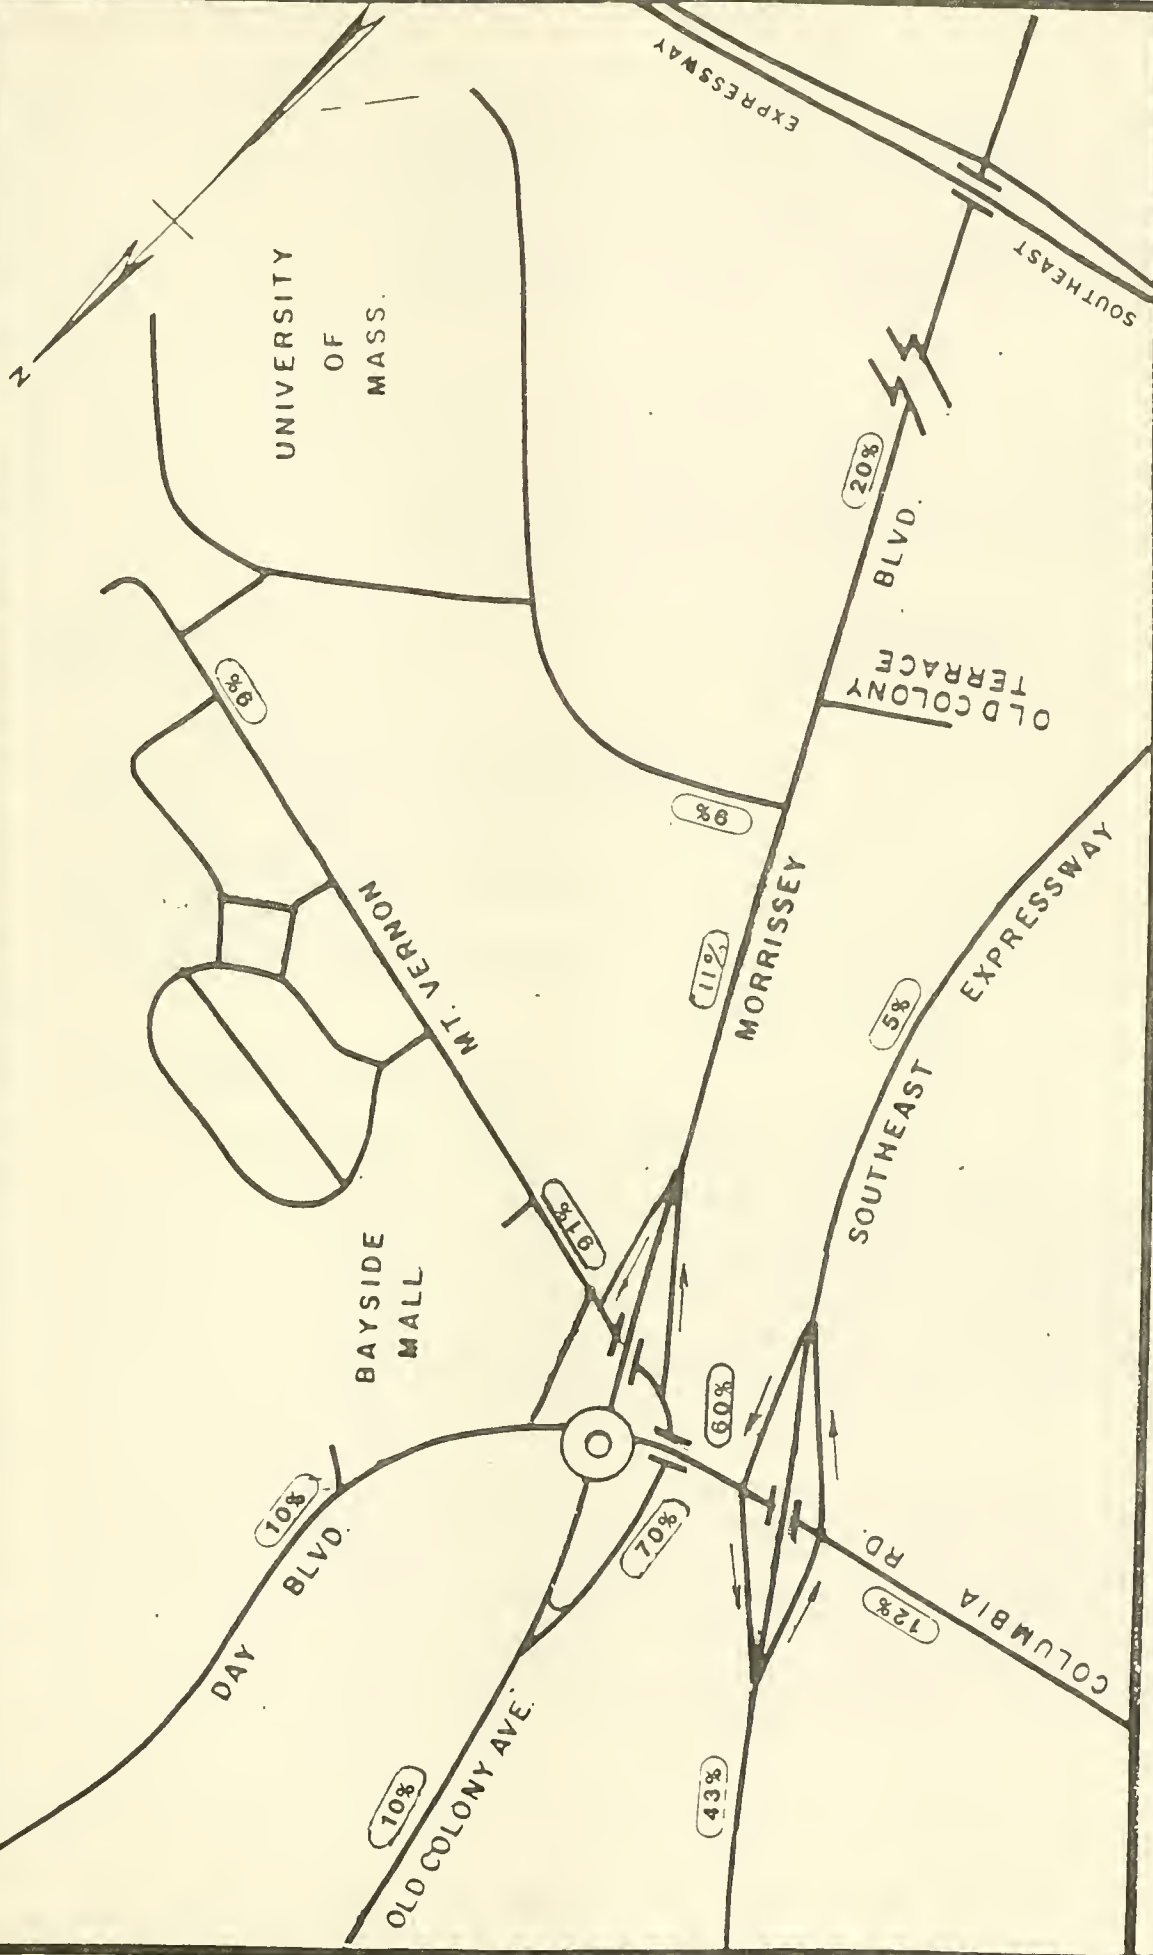 N
EXPRESSWAY
SOUTHEAST
UNIVERSITY
OF
MASS.
20%
BLVD.
OLD COLONY
TERRACE
9%
9%
MT. VERNON
11%
MORRISSEY
5%
SOUTHEAST
EXPRESSWAY
91%
BAYSIDE
MALL
60%
10%
DAY
BLVD.
70%
12%
COLUMBIA
RD.
10%
OLD COLONY AVE.
43%